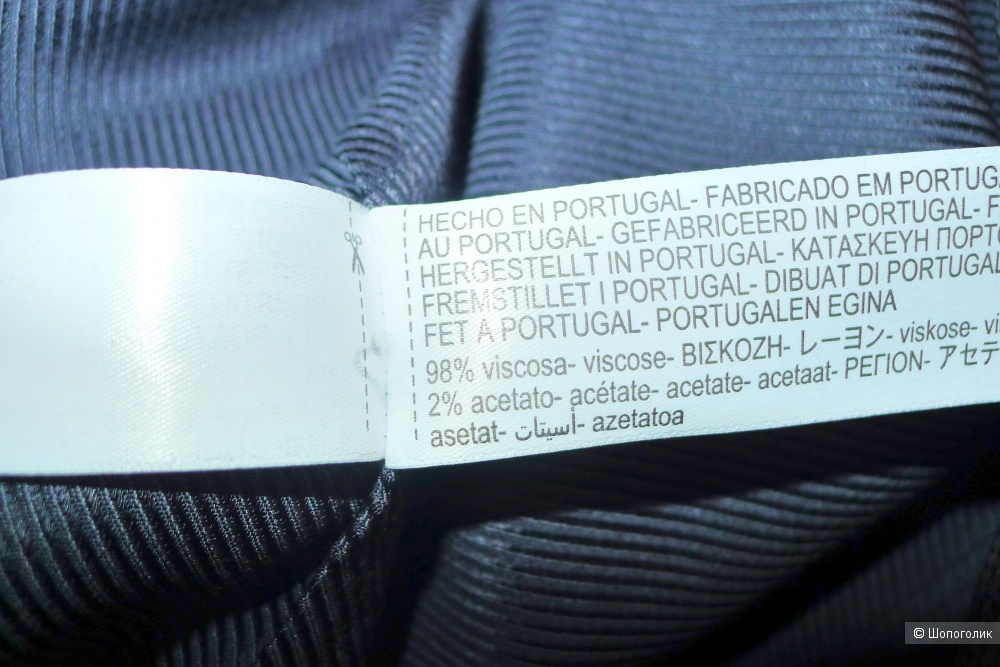 HECHO EN PORTUGAL- FABRICADO EM PORTUGA
AU PORTUGAL- GEFABRICEERD IN PORTUGAL- F
HERGESTELLT IN PORTUGAL- ΚΑΤΑΣΚΕΥΗ ΠΟΡΤΟ
FREMSTILLET I PORTUGAL- DIBUAT DI PORTUGAL
FET A PORTUGAL- PORTUGALEN EGINA
98% viscosa- viscose- ΒΙΣΚΟΖΗ- レーヨン- viskose- vi
2% acetato- acétate- acetate- acetaat- ΡΕΓΙΟΝ- アセテ
asetat- أسيتات- azetatoa
© Шопоголик